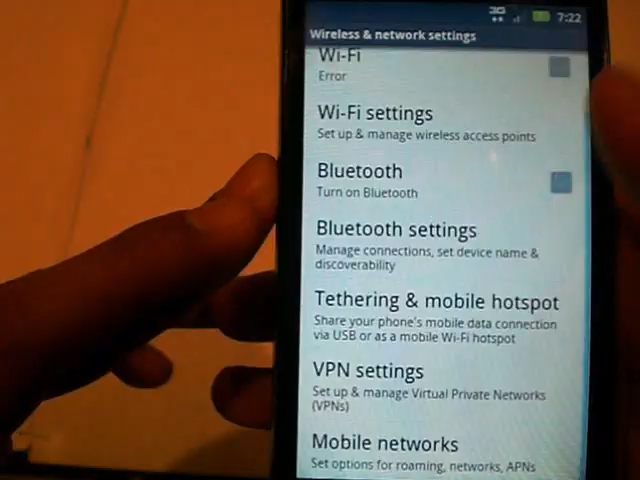 3G 7:22
Wireless & network settings
Wi-Fi
Error
Wi-Fi settings
Set up & manage wireless access points
Bluetooth
Turn on Bluetooth
Bluetooth settings
Manage connections, set device name &
discoverability
Tethering & mobile hotspot
Share your phone's mobile data connection
via USB or as a mobile Wi-Fi hotspot
VPN settings
Set up & manage Virtual Private Networks
(VPNs)
Mobile networks
Set options for roaming, networks, APNs